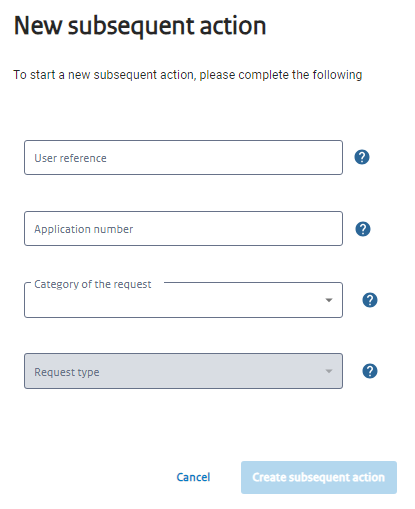 New subsequent action
To start a new subsequent action, please complete the following
User reference
?
Application number
?
Category of the request
?
Request type
?
Cancel
Create subsequent action